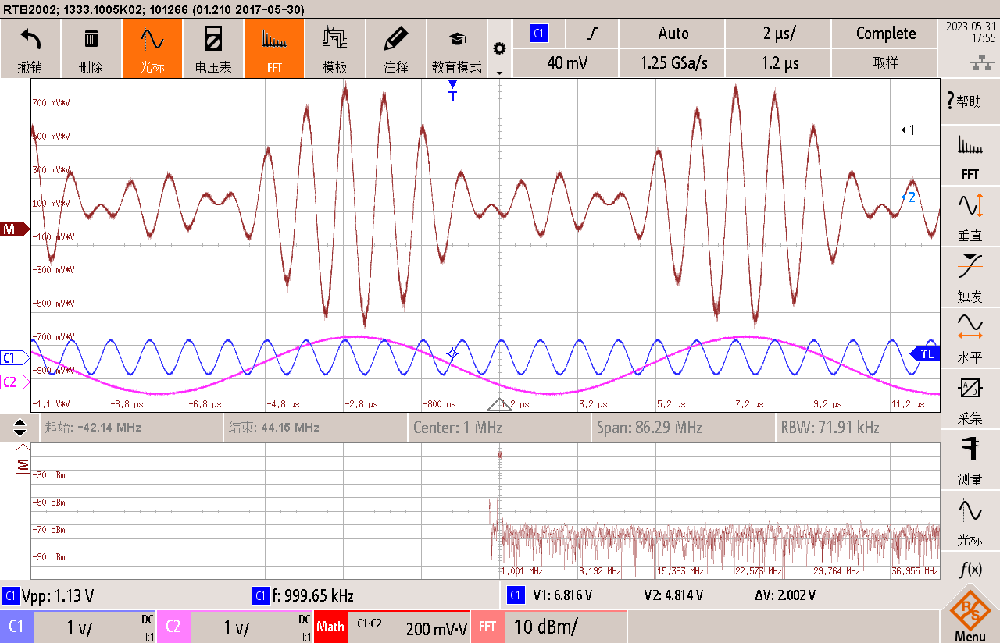 RTB2002; 1333.1005K02; 101266 (01.210 2017-05-30)
撤销
删除
光标
电压表
FFT
模板
注释
教育模式
C1
Auto
2 µs/
Complete
40 mV
1.25 GSa/s
1.2 µs
取样
2023-05-31
17:55
帮助
FFT
垂直
触发
水平
采集
测量
光标
f(x)
Menu
T
700 mV*V
500 mV*V
300 mV*V
100 mV*V
-100 mV*V
-300 mV*V
-500 mV*V
-700 mV*V
-900 mV*V
-1.1 V*V
1
2
M
C1
C2
TL
-8.8 µs
-6.8 µs
-4.8 µs
-2.8 µs
-800 ns
1.2 µs
3.2 µs
5.2 µs
7.2 µs
9.2 µs
11.2 µs
起始: -42.14 MHz
结束: 44.15 MHz
Center: 1 MHz
Span: 86.29 MHz
RBW: 71.91 kHz
M
-30 dBm
-50 dBm
-70 dBm
-90 dBm
1.001 MHz
8.192 MHz
15.383 MHz
22.573 MHz
29.764 MHz
36.955 MHz
C1 Vpp: 1.13 V
C1 f: 999.65 kHz
C1 V1: 6.816 V V2: 4.814 V ΔV: 2.002 V
C1 1 V/ DC 1:1
C2 1 V/ DC 1:1
Math C1·C2 200 mV·V
FFT 10 dBm/